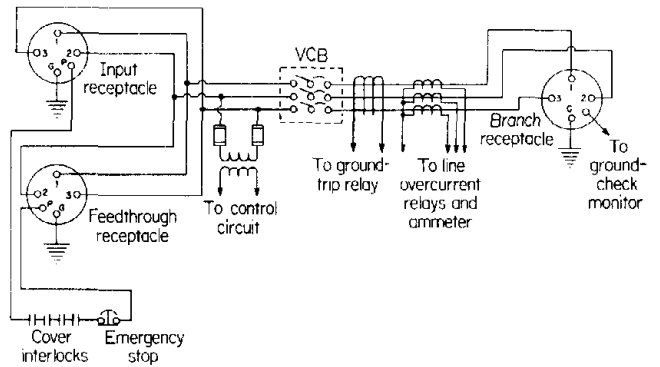 1
3
2
G
P
Input
receptacle
VCB
1
3
2
G
Branch
receptacle
To
ground-
check
monitor
To ground-
trip relay
To line
overcurrent
relays and
ammeter
1
2
3
P
G
Feedthrough
receptacle
To control
circuit
Cover
interlocks
Emergency
stop